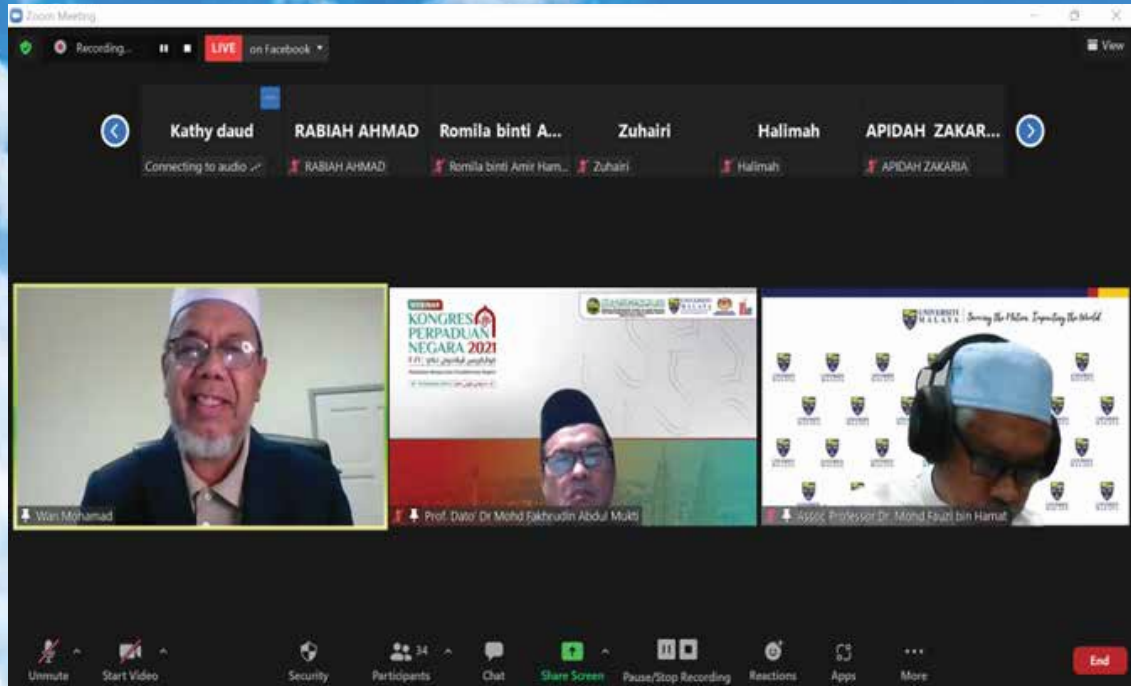 Zoom Meeting
Recording...
LIVE on Facebook
View
Kathy daud
RABIAH AHMAD
Romila binti A...
Zuhairi
Halimah
APIDAH ZAKAR...
Connecting to audio
RABIAH AHMAD
Romila binti Amir Ham...
Zuhairi
Halimah
APIDAH ZAKARIA
WEBINAR
KONGRES
PERPADUAN
NEGARA 2021
UNIVERSITI
MALAYA
UNIVERSITI
MALAYA
Serving the Nation. Impacting the World
Wan Mohamad
Prof. Dato' Dr Mohd Fakhrudin Abdul Mukti
Assoc Professor Dr. Mohd Fauzi bin Hamat
Unmute
Start Video
Security
34
Participants
Chat
Share Screen
Pause/Stop Recording
Reactions
Apps
More
End